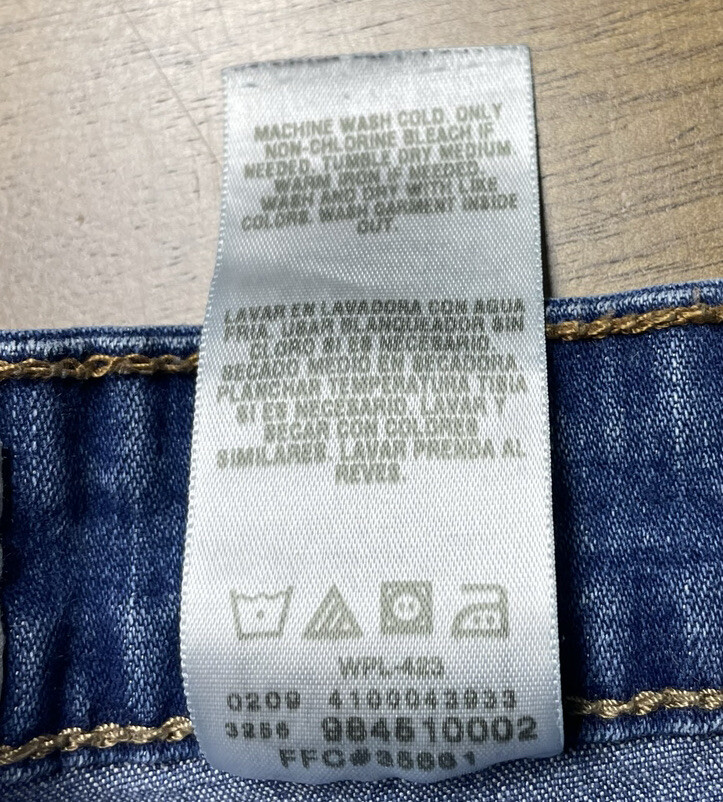 MACHINE WASH COLD. ONLY
NON-CHLORINE BLEACH IF
NEEDED. TUMBLE DRY MEDIUM
WARM IRON IF NEEDED.
WASH AND DRY WITH LIKE
COLORS. WASH GARMENT INSIDE
OUT.
LAVAR EN LAVADORA CON AGUA
FRIA, USAR BLANQUEADOR SIN
CLORO SI ES NECESARIO.
SECADO MEDIO EN SECADORA
PLANCHAR TEMPERATURA TIBIA
SI ES NECESARIO. LAVAR Y
SECAR CON COLORES
SIMILARES. LAVAR PRENDA AL
REVES.
WPL-423
0209 4100043933
3256 984510002